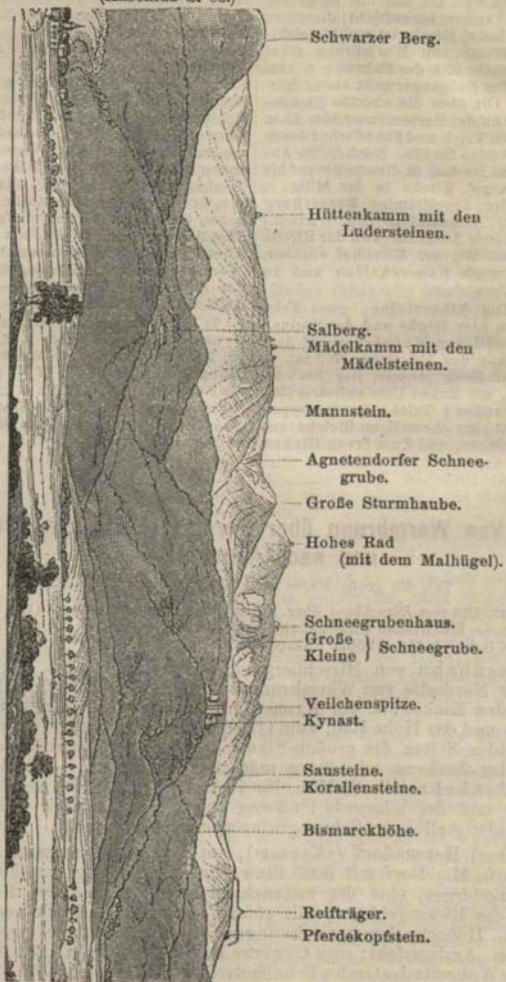 Schwarzer Berg.
Hüttenkamm mit den
Ludersteinen.
Salberg.
Mädelkamm mit den
Mädelsteinen.
Mannstein.
Agnetendorfer Schnee-
grube.
Große Sturmhaube.
Hohes Rad
(mit dem Malhügel).
Schneegrubenhaus.
Große
Kleine } Schneegrube.
Veilchenspitze.
Kynast.
Sausteine.
Korallensteine.
Bismarckhöhe.
Reifträger.
Pferdekopfstein.